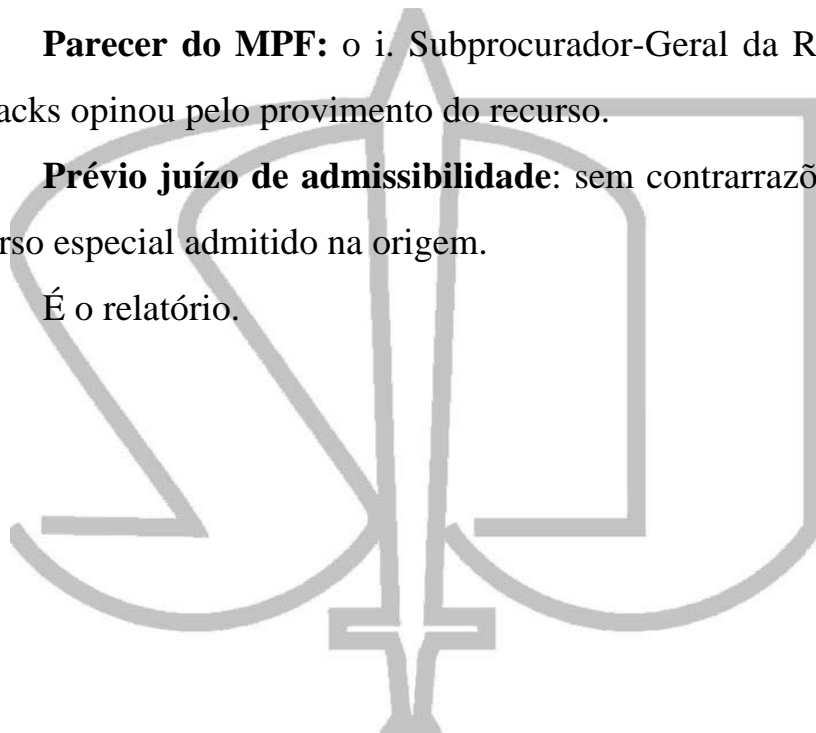 Parecer do MPF: o i. Subprocurador-Geral da R
acks opinou pelo provimento do recurso.
Prévio juízo de admissibilidade: sem contrarrazõ
rso especial admitido na origem.
É o relatório.